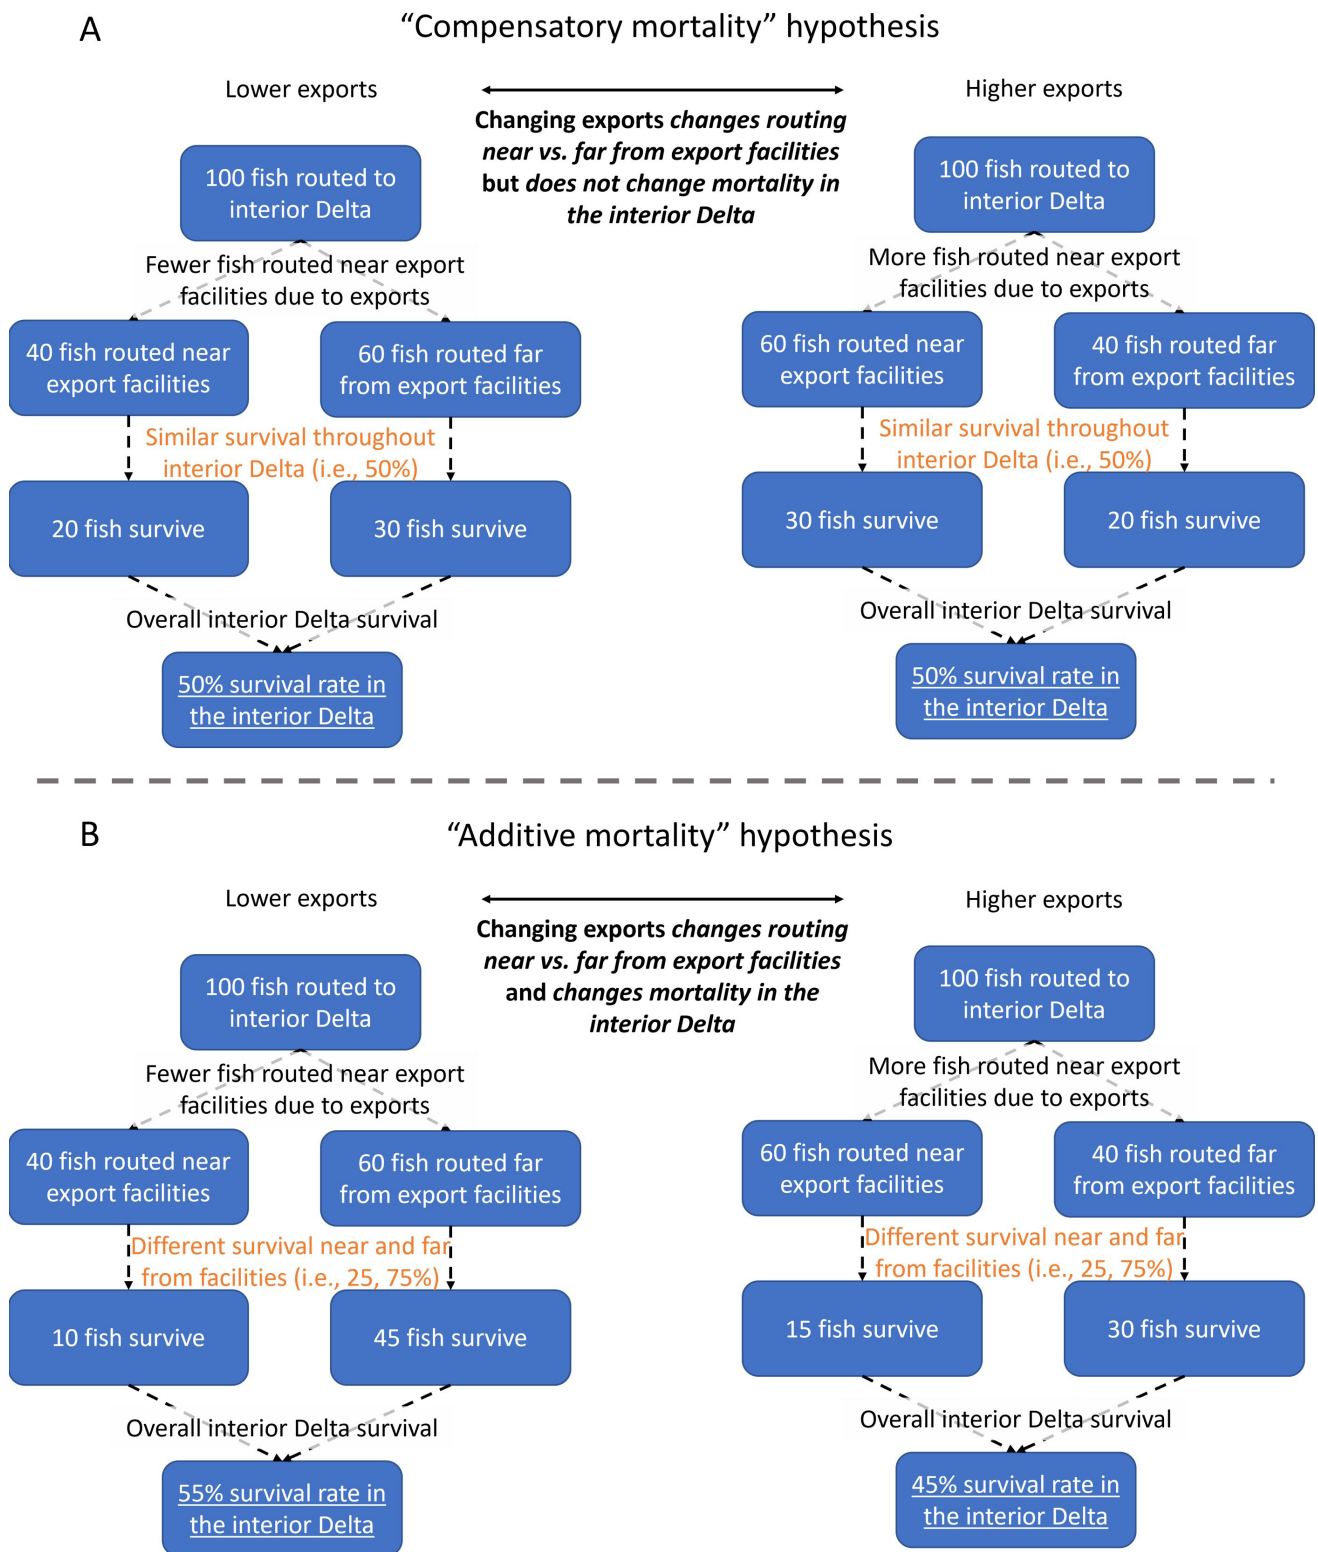 A
“Compensatory mortality” hypothesis
Lower exports
Higher exports
Changing exports changes routing
near vs. far from export facilities
but does not change mortality in
the interior Delta
100 fish routed to
interior Delta
Fewer fish routed near export
facilities due to exports
40 fish routed near
export facilities
60 fish routed far
from export facilities
Similar survival throughout
interior Delta (i.e., 50%)
20 fish survive
30 fish survive
Overall interior Delta survival
50% survival rate in
the interior Delta
100 fish routed to
interior Delta
More fish routed near export
facilities due to exports
60 fish routed near
export facilities
40 fish routed far
from export facilities
Similar survival throughout
interior Delta (i.e., 50%)
30 fish survive
20 fish survive
Overall interior Delta survival
50% survival rate in
the interior Delta
B
“Additive mortality” hypothesis
Lower exports
Higher exports
Changing exports changes routing
near vs. far from export facilities
and changes mortality in the
interior Delta
100 fish routed to
interior Delta
Fewer fish routed near export
facilities due to exports
40 fish routed near
export facilities
60 fish routed far
from export facilities
Different survival near and far
from facilities (i.e., 25, 75%)
10 fish survive
45 fish survive
Overall interior Delta survival
55% survival rate in
the interior Delta
100 fish routed to
interior Delta
More fish routed near export
facilities due to exports
60 fish routed near
export facilities
40 fish routed far
from export facilities
Different survival near and far
from facilities (i.e., 25, 75%)
15 fish survive
30 fish survive
Overall interior Delta survival
45% survival rate in
the interior Delta